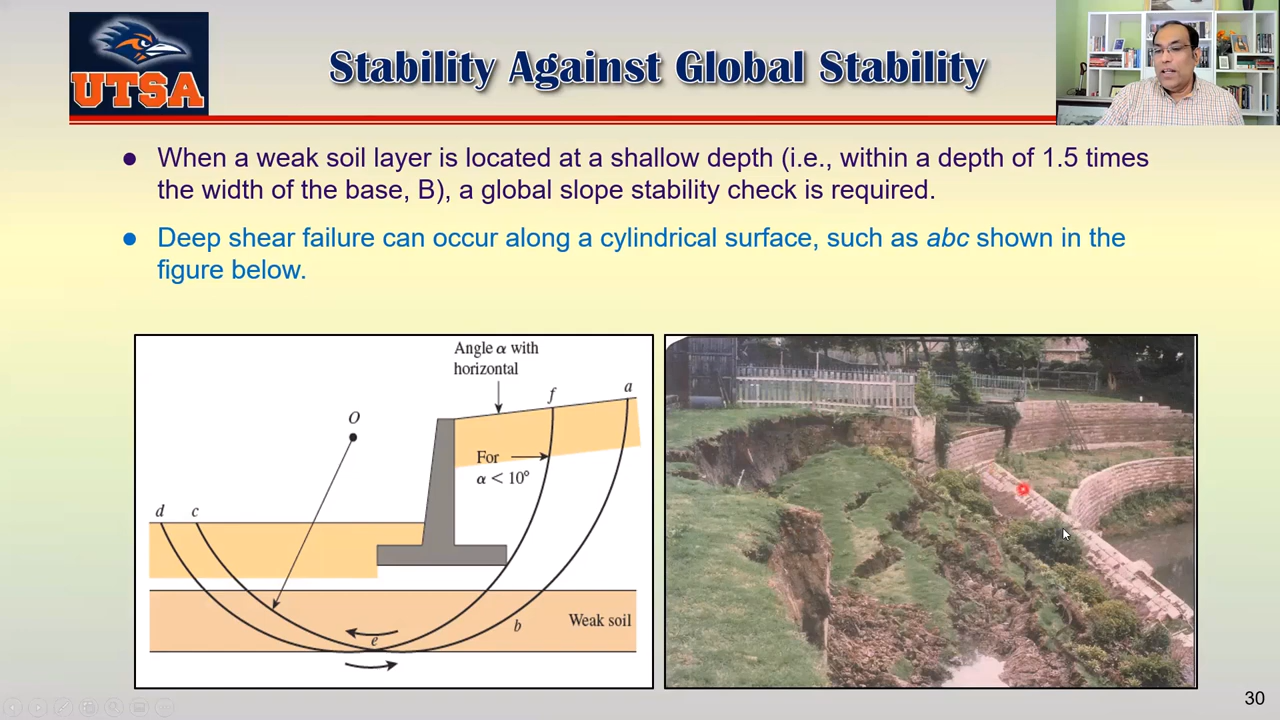 UTSA
Stability Against Global Stability
When a weak soil layer is located at a shallow depth (i.e., within a depth of 1.5 times
the width of the base, B), a global slope stability check is required.
Deep shear failure can occur along a cylindrical surface, such as abc shown in the
figure below.
Angle α with
horizontal
f
a
O
For
α < 10°
d
c
b
Weak soil
e
30